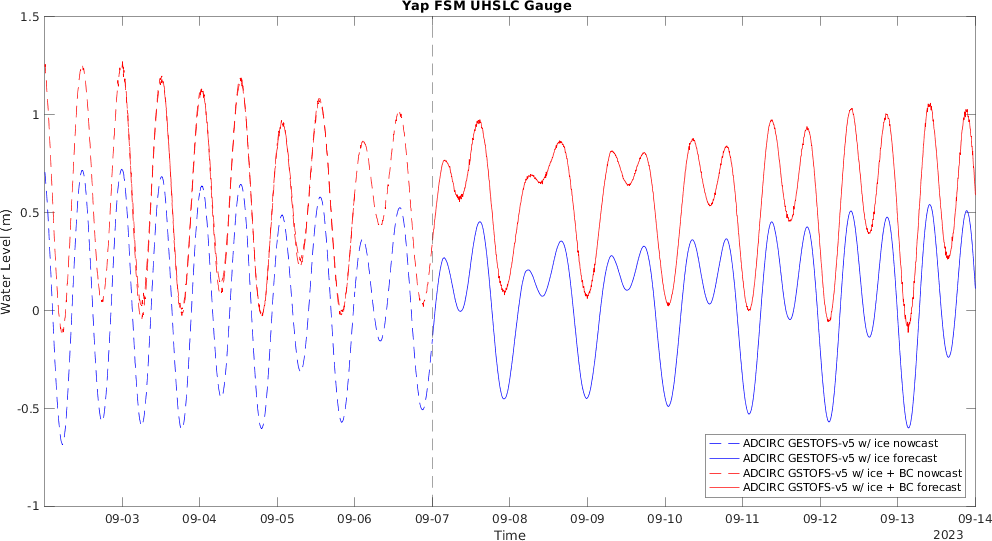 Yap FSM UHSLC Gauge
1.5
1
0.5
0
-0.5
-1
Water Level (m)
ADCIRC GESTOFS-v5 w/ ice nowcast
ADCIRC GESTOFS-v5 w/ ice forecast
ADCIRC GSTOFS-v5 w/ ice + BC nowcast
ADCIRC GSTOFS-v5 w/ ice + BC forecast
09-03 09-04 09-05 09-06 09-07 09-08 09-09 09-10 09-11 09-12 09-13 09-14
Time
2023